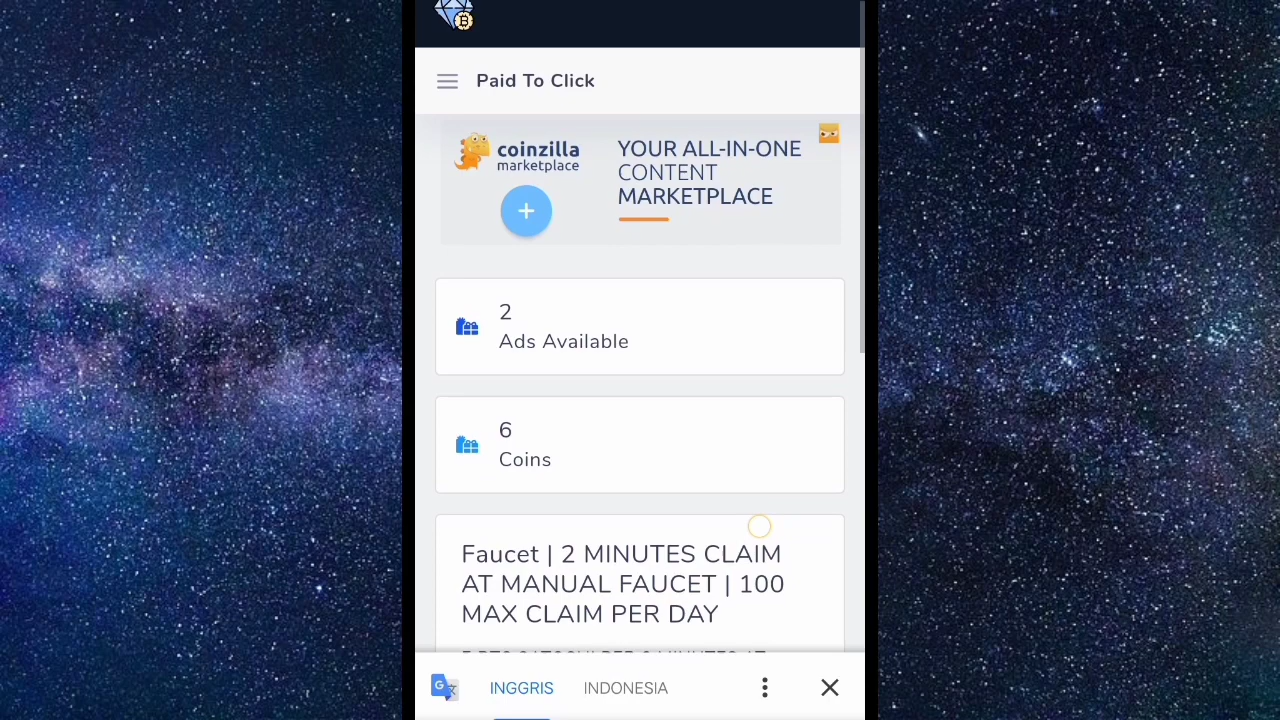 Paid To Click
coinzilla
marketplace
YOUR ALL-IN-ONE
CONTENT
MARKETPLACE
2
Ads Available
6
Coins
Faucet | 2 MINUTES CLAIM
AT MANUAL FAUCET | 100
MAX CLAIM PER DAY
INGGRIS INDONESIA